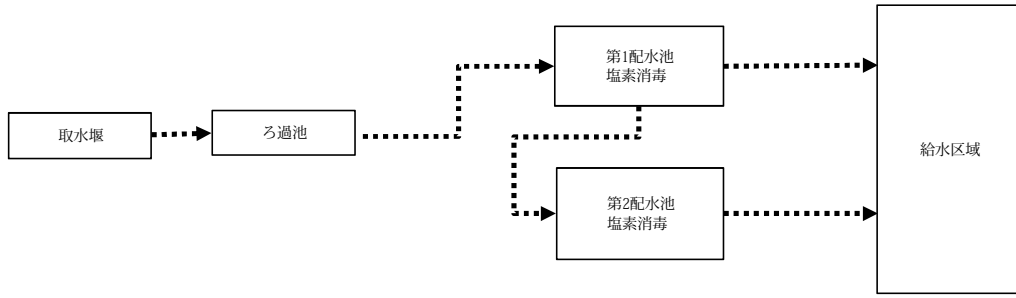 取水堰
ろ過池
第1配水池
塩素消毒
第2配水池
塩素消毒
給水区域